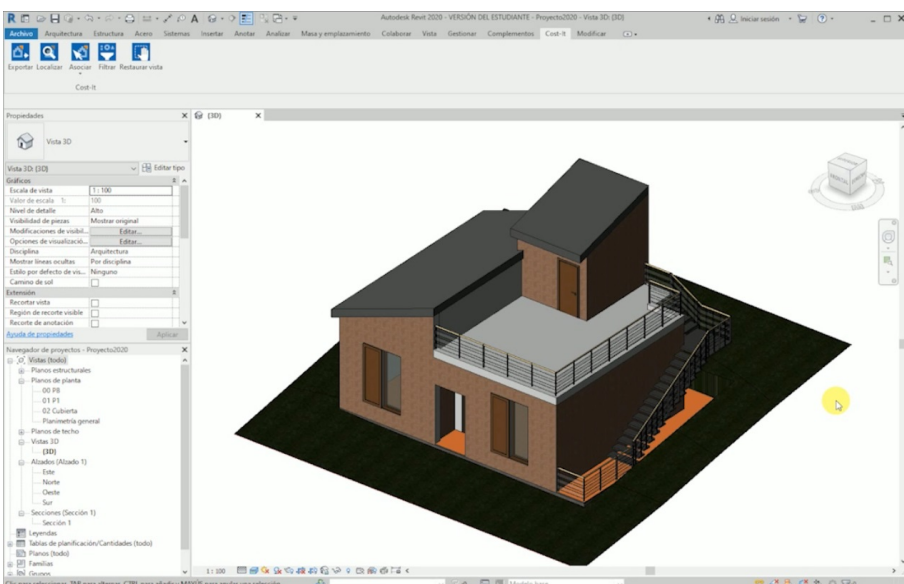 Autodesk Revit 2020 - VERSIÓN DEL ESTUDIANTE - Proyecto2020 - Vista 3D: {3D}
Iniciar sesión
Archivo Arquitectura Estructura Acero Sistemas Insertar Anotar Analizar Masa y emplazamiento Colaborar Vista Gestionar Complementos Cost-It Modificar
Exportar Localizar Asociar Filtrar Restaurar vista
Cost-It
Propiedades
{3D}
Vista 3D
Vista 3D: {3D}
Editar tipo
Gráficos
Escala de vista 1 : 100
Valor de escala 1: 100
Nivel de detalle Alto
Visibilidad de piezas Mostrar original
Modificaciones de visibil... Editar...
Opciones de visualizació... Editar...
Disciplina Arquitectura
Mostrar líneas ocultas Por disciplina
Estilo por defecto de vis... Ninguno
Camino de sol
Extensión
Recortar vista
Región de recorte visible
Recorte de anotación
Ayuda de propiedades
Aplicar
Navegador de proyectos - Proyecto2020
Vistas (todo)
Planos estructurales
Planos de planta
00 PB
01 P1
02 Cubierta
Planimetría general
Planos de techo
Vistas 3D
{3D}
Alzados (Alzado 1)
Este
Norte
Oeste
Sur
Secciones (Sección 1)
Sección 1
Leyendas
Tablas de planificación/Cantidades (todo)
Planos (todo)
Familias
Grupos
1 : 100
Modelo base